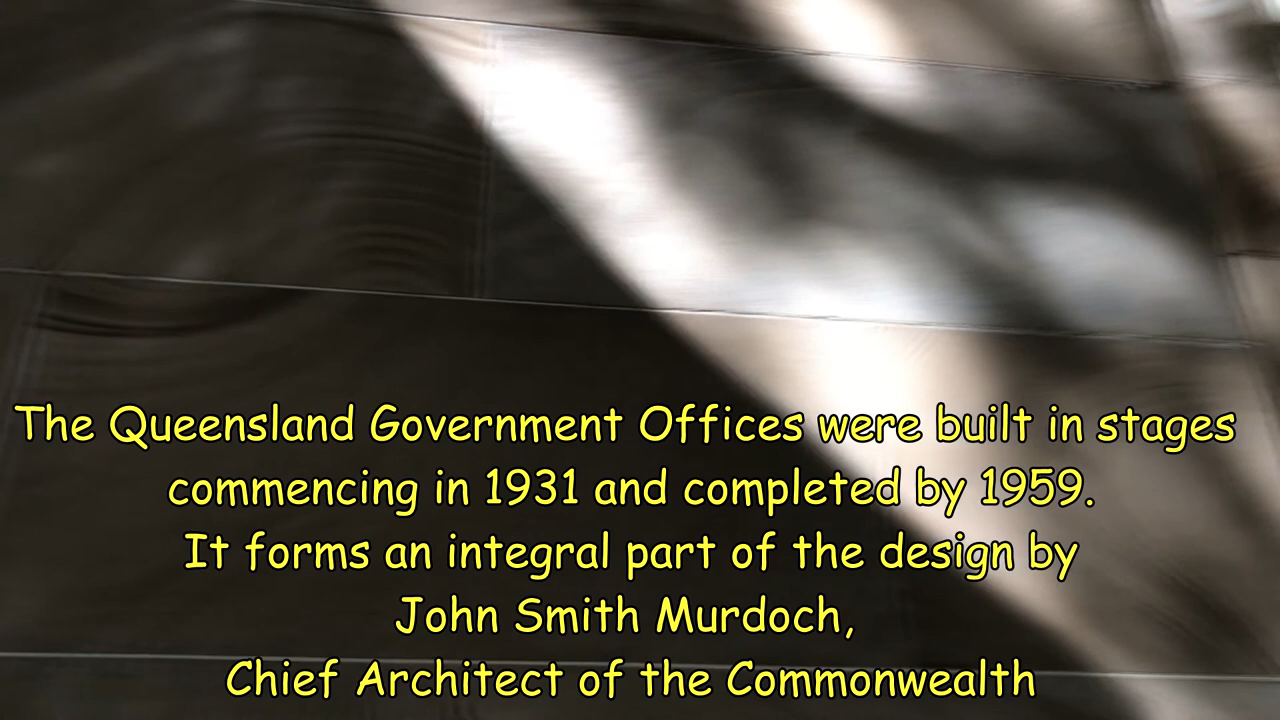 The Queensland Government Offices were built in stages
commencing in 1931 and completed by 1959.
It forms an integral part of the design by
John Smith Murdoch,
Chief Architect of the Commonwealth